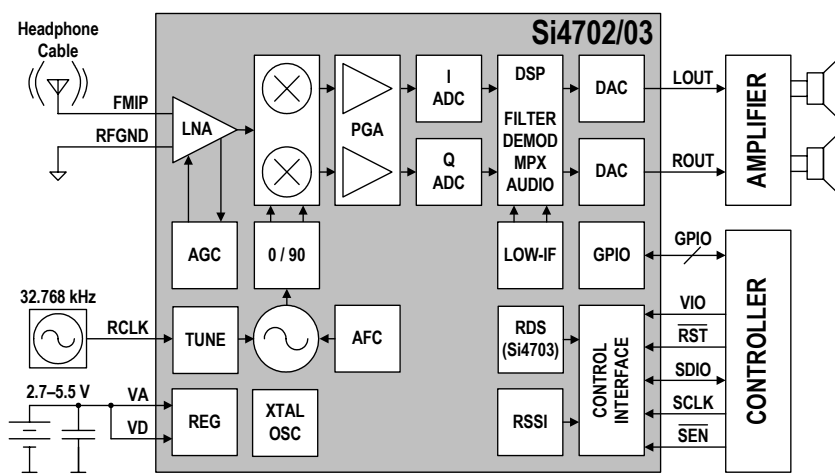 Si4702/03
Headphone
Cable
FMIP
RFGND
LNA
PGA
I
ADC
Q
ADC
DSP
FILTER
DEMOD
MPX
AUDIO
DAC
DAC
LOUT
ROUT
AMPLIFIER
AGC
0 / 90
LOW-IF
GPIO
GPIO
32.768 kHz
RCLK
TUNE
AFC
RDS
(Si4703)
CONTROL
INTERFACE
VIO
RST
SDIO
SCLK
SEN
CONTROLLER
2.7–5.5 V
VA
VD
REG
XTAL
OSC
RSSI